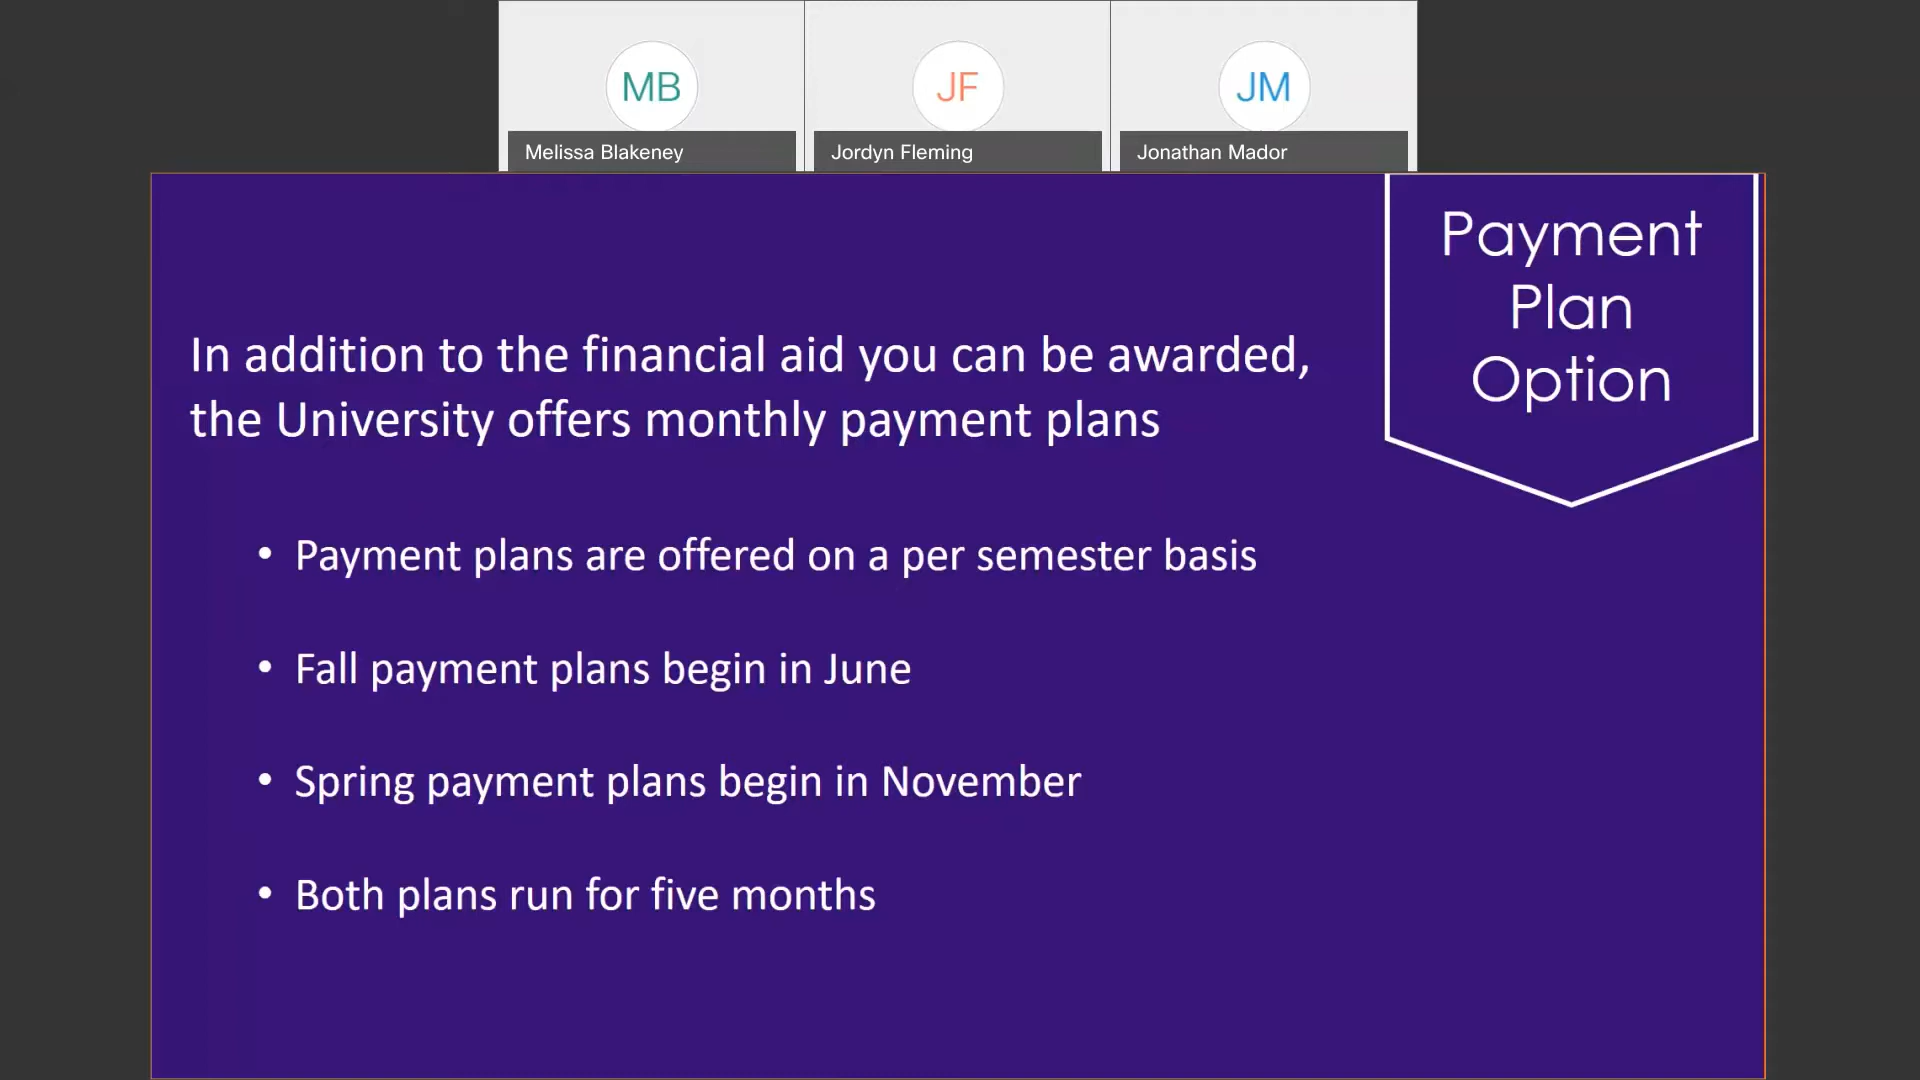 MB
JF
JM
Melissa Blakeney
Jordyn Fleming
Jonathan Mador
Payment
Plan
Option
In addition to the financial aid you can be awarded,
the University offers monthly payment plans
• Payment plans are offered on a per semester basis
• Fall payment plans begin in June
• Spring payment plans begin in November
• Both plans run for five months